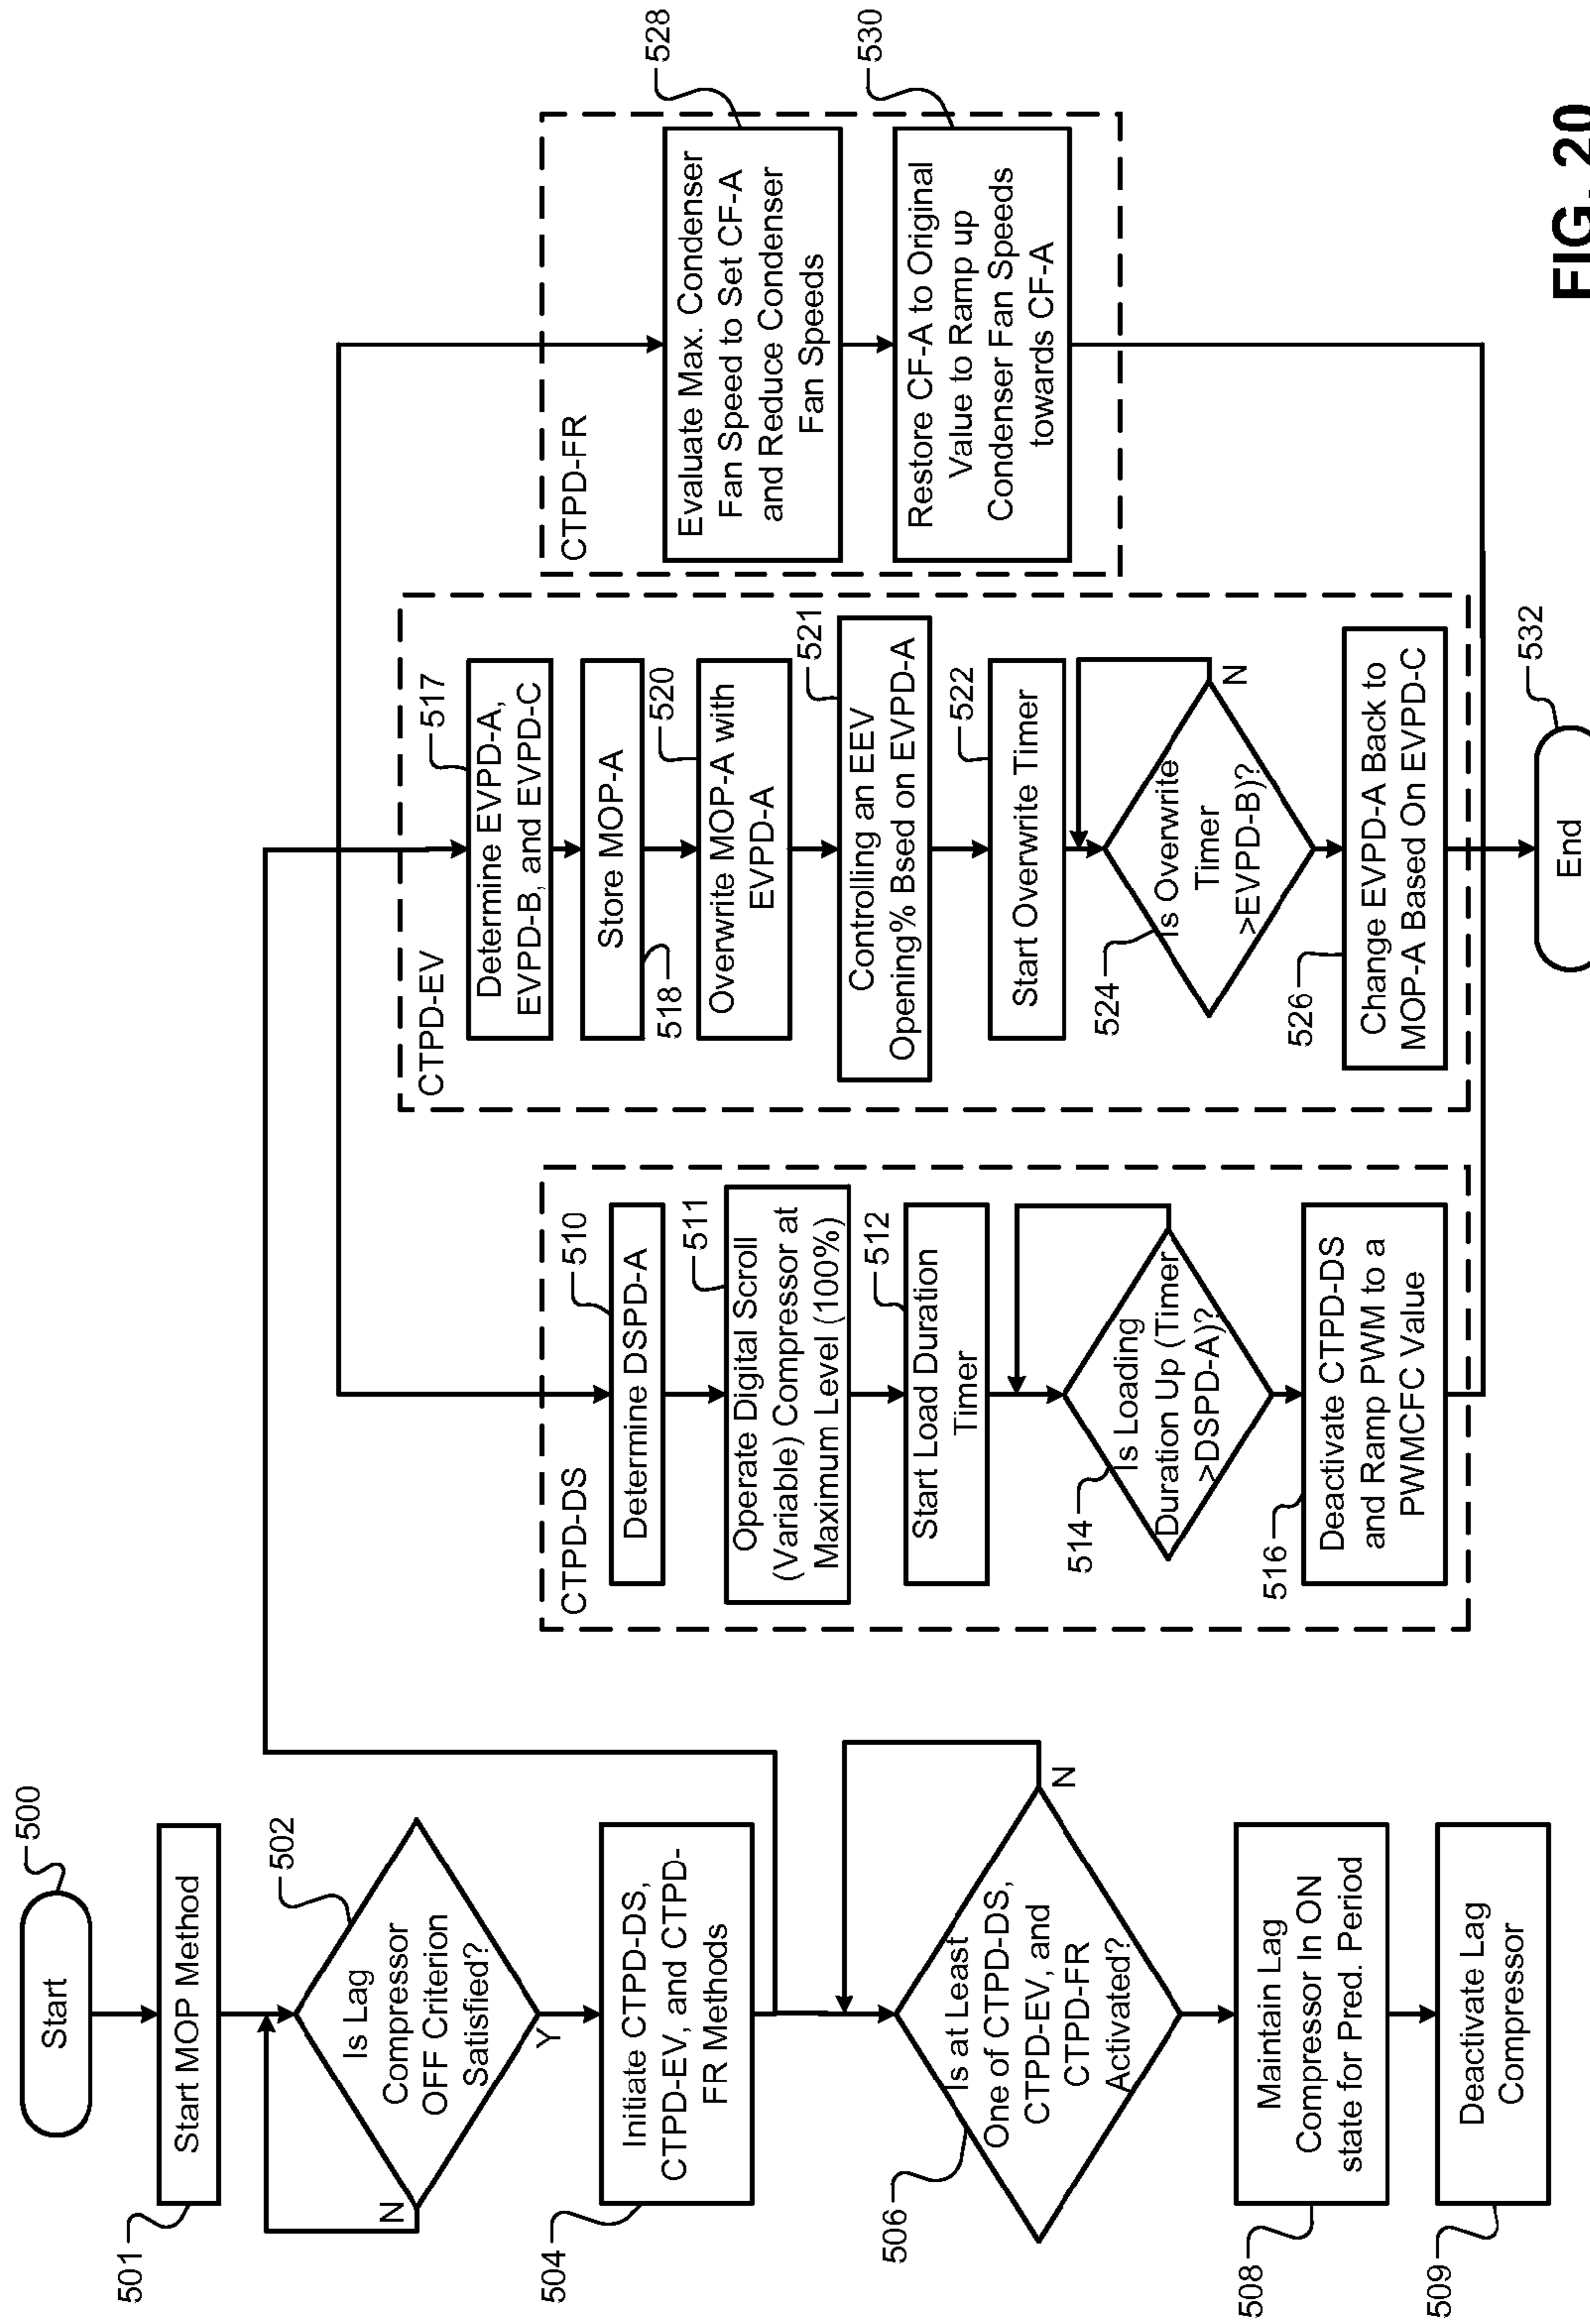 Start
500
501
Start MOP Method
502
Is Lag
Compressor
OFF Criterion
Satisfied?
N
Y
504
Initiate CTPD-DS,
CTPD-EV, and CTPD-
FR Methods
506
Is at Least
One of CTPD-DS,
CTPD-EV, and
CTPD-FR
Activated?
N
508
Maintain Lag
Compressor In ON
state for Pred. Period
509
Deactivate Lag
Compressor
CTPD-DS
510
Determine DSPD-A
511
Operate Digital Scroll
(Variable) Compressor at
Maximum Level (100%)
512
Start Load Duration
Timer
514
Is Loading
Duration Up (Timer
>DSPD-A)?
516
Deactivate CTPD-DS
and Ramp PWM to a
PWMCFC Value
CTPD-EV
517
Determine EVPD-A,
EVPD-B, and EVPD-C
518
Store MOP-A
520
Overwrite MOP-A with
EVPD-A
521
Controlling an EEV
Opening% Bsed on EVPD-A
522
Start Overwrite Timer
524
Is Overwrite
Timer
>EVPD-B)?
N
526
Change EVPD-A Back to
MOP-A Based On EVPD-C
CTPD-FR
528
Evaluate Max. Condenser
Fan Speed to Set CF-A
and Reduce Condenser
Fan Speeds
530
Restore CF-A to Original
Value to Ramp up
Condenser Fan Speeds
towards CF-A
532
End
FIG. 20